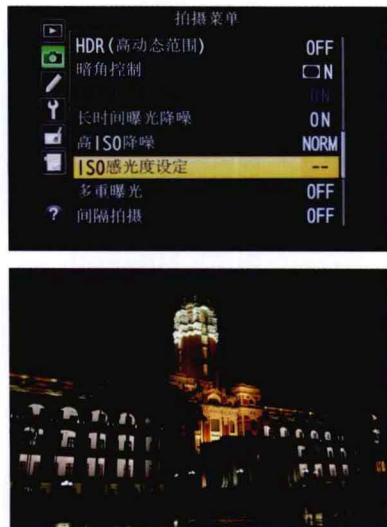 拍摄菜单
HDR(高动态范围) OFF
暗角控制 N
ON
长时间曝光降噪 ON
高ISO降噪 NORM
ISO感光度设定 --
多重曝光 OFF
? 间隔拍摄 OFF